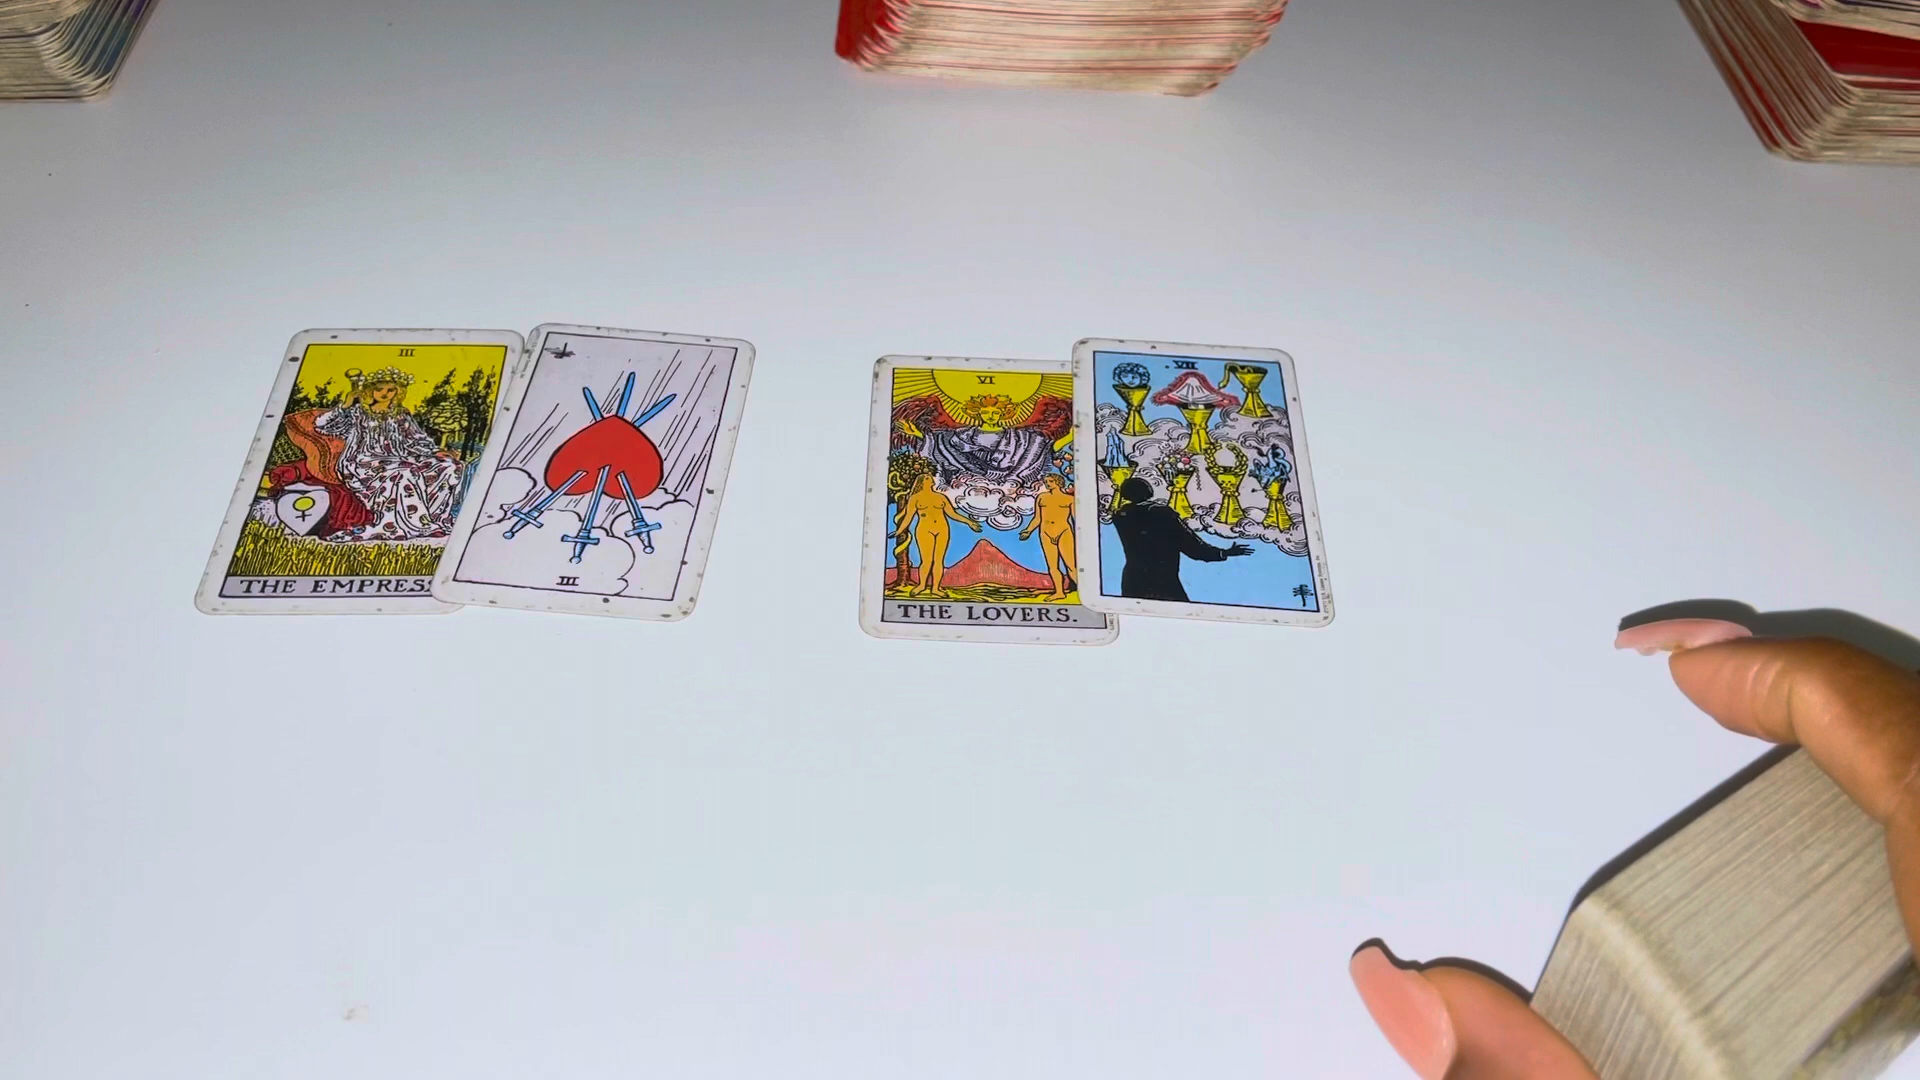 III
THE EMPRESS
III
VI
THE LOVERS.
VII